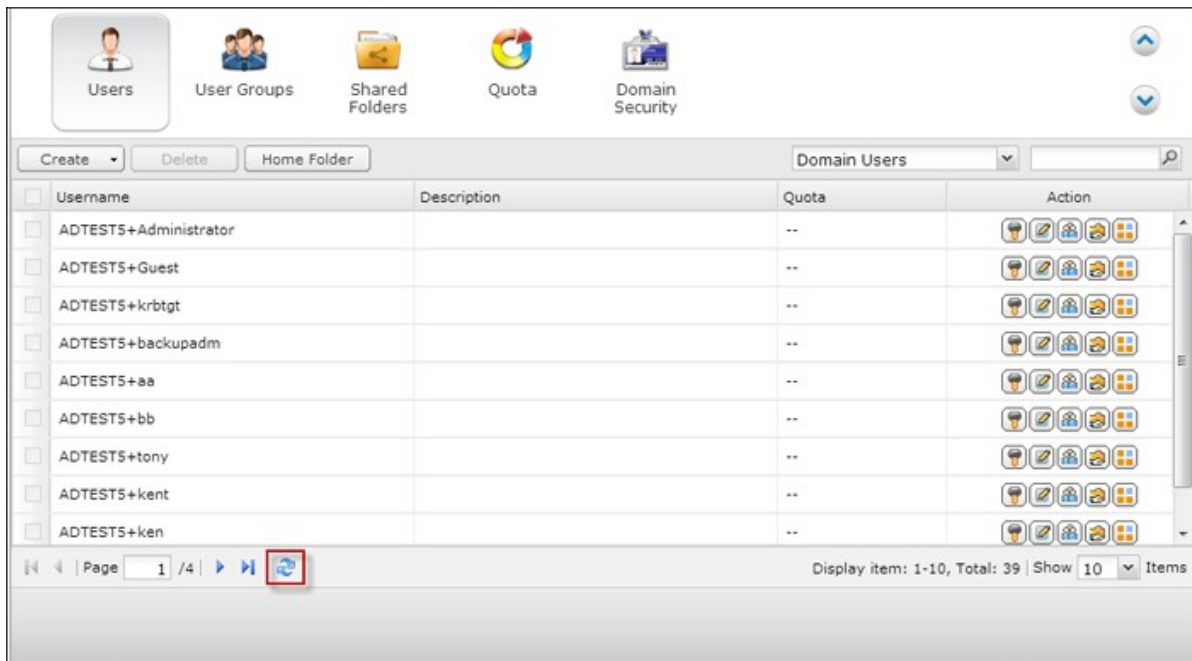 Users
User Groups
Shared
Folders
Quota
Domain
Security
Create
Delete
Home Folder
Domain Users
Username Description Quota Action
ADTEST5+Administrator --
ADTEST5+Guest --
ADTEST5+krbtgt --
ADTEST5+backupadm --
ADTEST5+aa --
ADTEST5+bb --
ADTEST5+tony --
ADTEST5+kent --
ADTEST5+ken --
Page 1 /4 Display item: 1-10, Total: 39 Show 10 Items